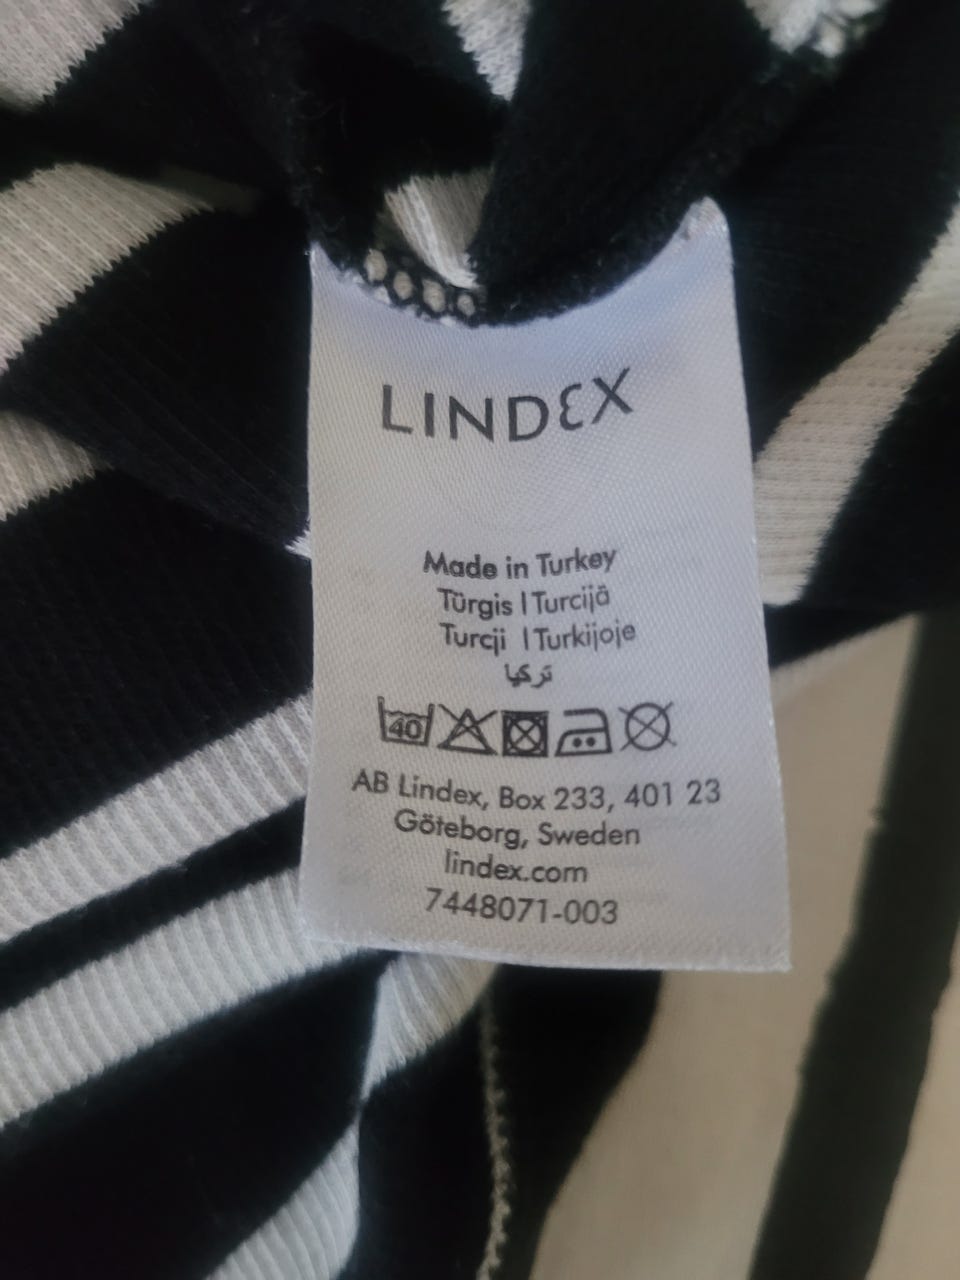 LINDEX
Made in Turkey
Türgis | Turcijā
Turcji | Turkijoje
تركيا
40
AB Lindex, Box 233, 401 23
Göteborg, Sweden
lindex.com
7448071-003